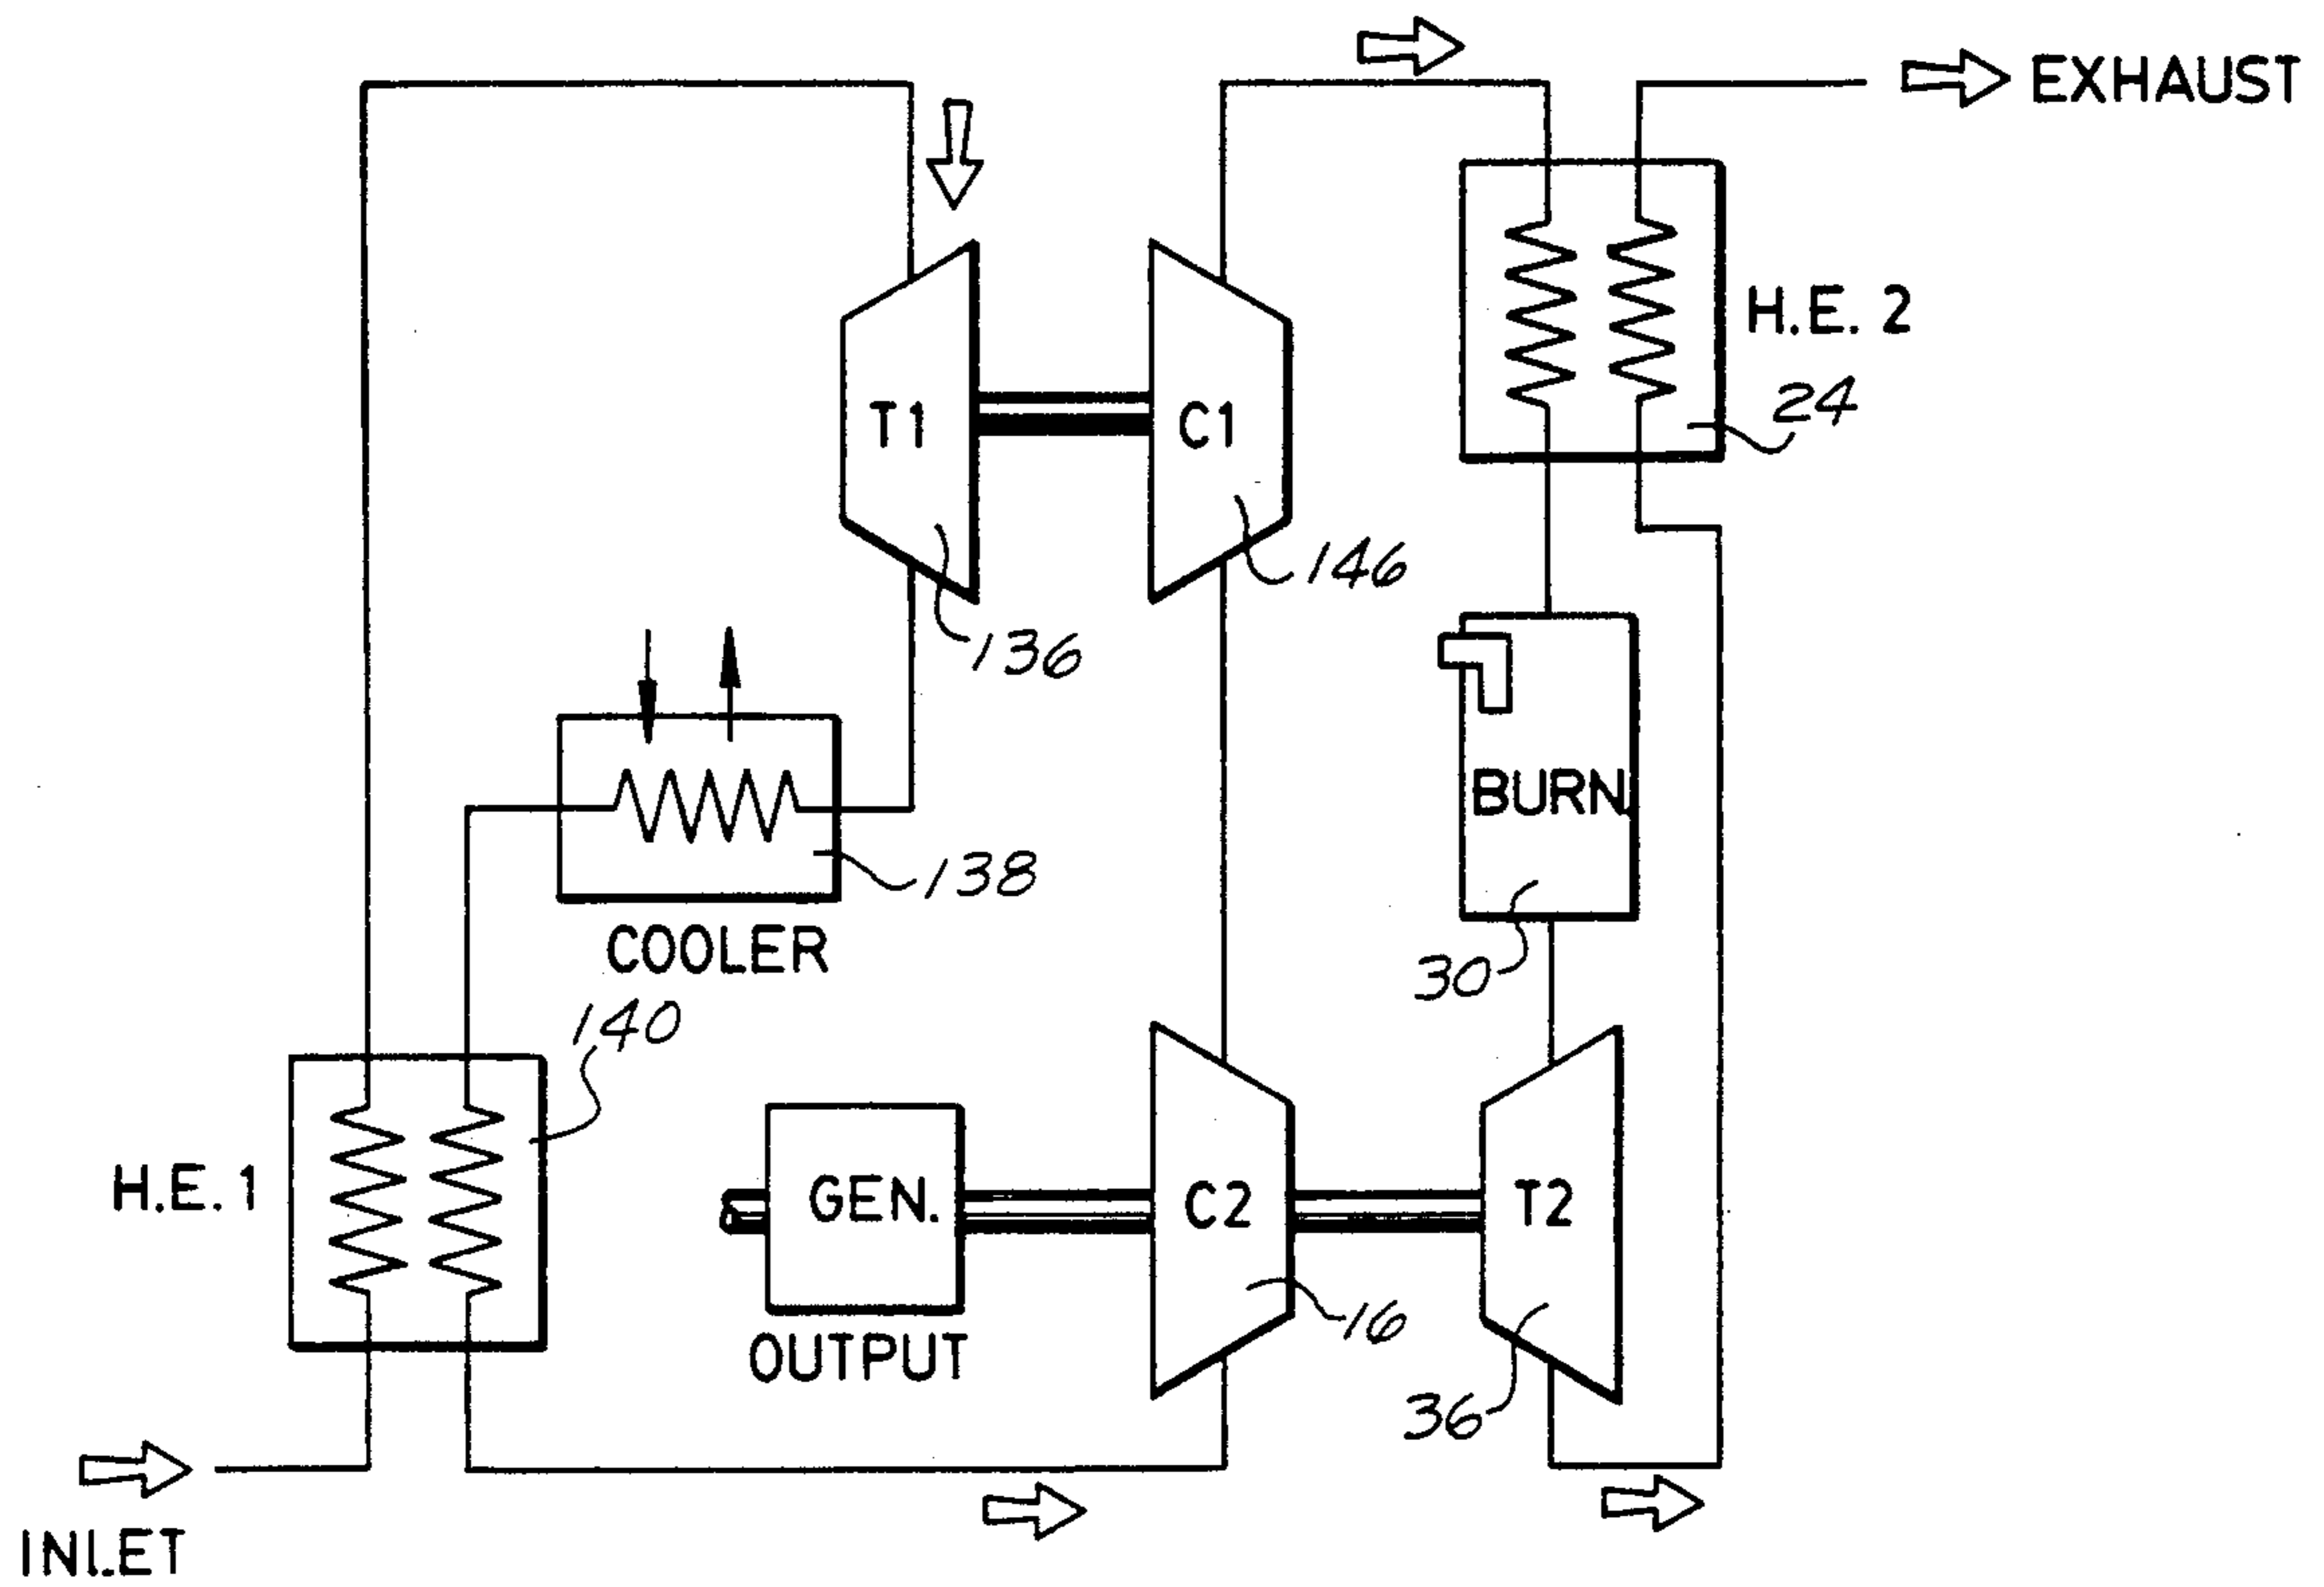 EXHAUST
H.E. 2
24
T1
C1
146
136
BURN
138
COOLER
30
140
H.E. 1
GEN.
C2
T2
16
OUTPUT
36
INLET